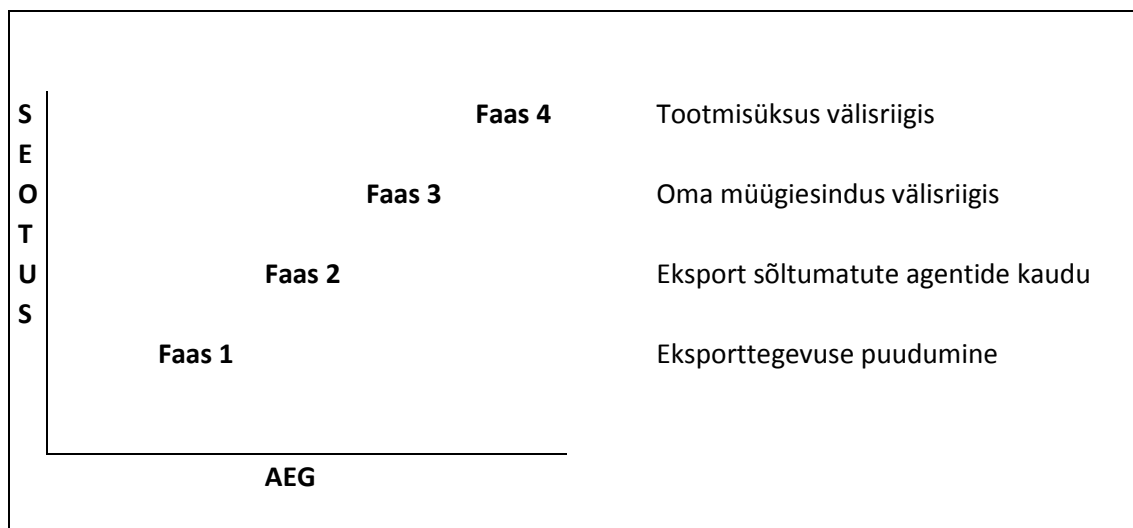 SEOTUS
Faas 4 Tootmisüksus välisriigis
Faas 3 Oma müügiesindus välisriigis
Faas 2 Eksport sõltumatute agentide kaudu
Faas 1 Eksporttegevuse puudumine
AEG